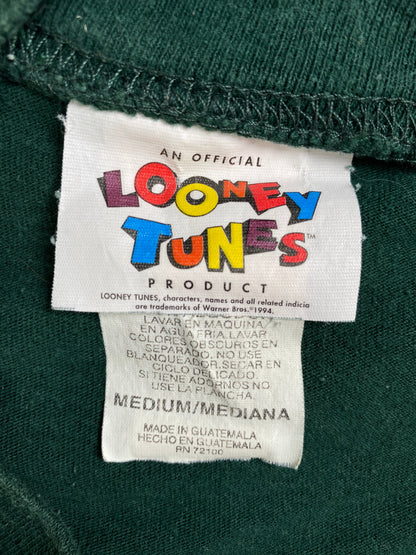 AN OFFICIAL
LOONEY
TUNES™
PRODUCT
LOONEY TUNES, characters, names and all related indicia
are trademarks of Warner Bros.©1994.
LAVAR EN MAQUINA
EN AGUA FRIA.LAVAR
COLORES OBSCUROS EN
SEPARADO. NO USE
BLANQUEADOR.SECAR EN
CICLO DELICADO.
SI TIENE ADORNOS NO
USE LA PLANCHA.
MEDIUM/MEDIANA
MADE IN GUATEMALA
HECHO EN GUATEMALA
RN 72100